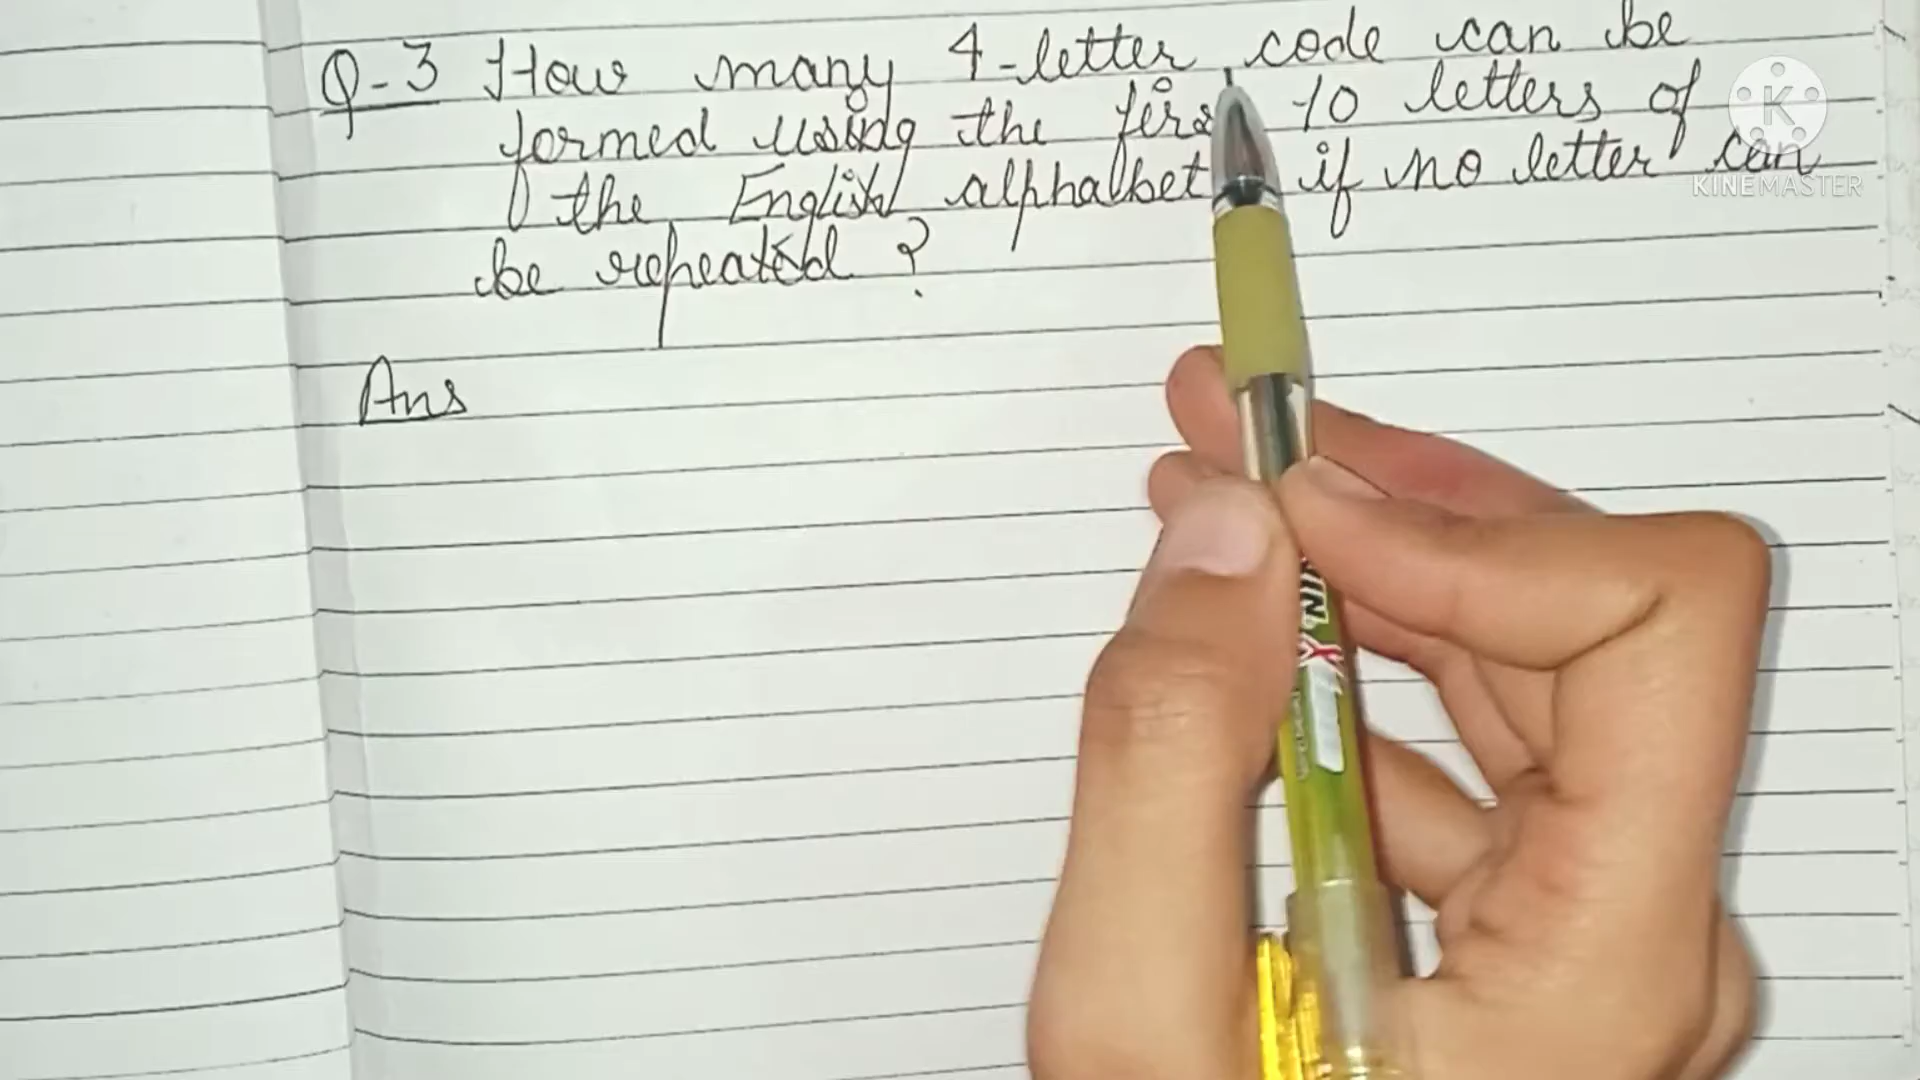 Q-3 How many 4-letter code can be
formed using the firs 10 letters of
the English alphabet if no letter can
be repeated ?
Ans
K
KINEMASTER
X